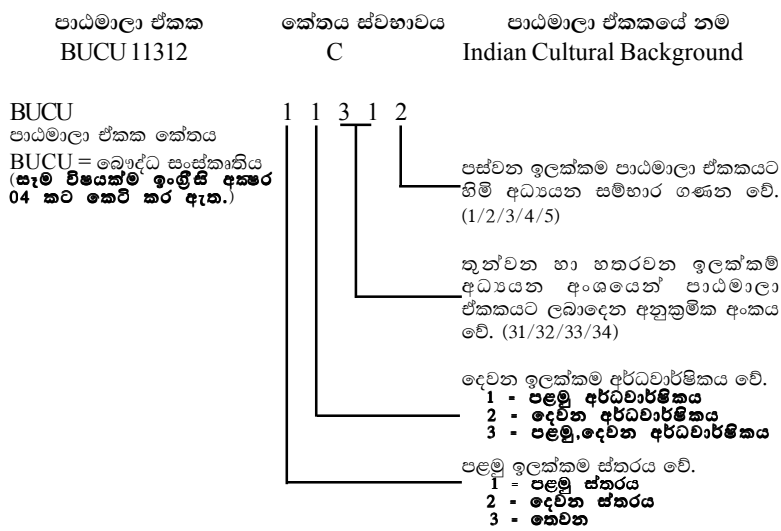 පාඨමාලා ඒකක කේතය ස්වභාවය පාඨමාලා ඒකකයේ නම
BUCU 11312 C Indian Cultural Background
BUCU 1 1 3 1 2
පාඨමාලා ඒකක කේතය
BUCU = බෞද්ධ සංස්කෘතිය
(සෑම විෂයක්ම ඉංග්‍රීසි අක්ෂර
04 කට කෙටි කර ඇත.)
පස්වන ඉලක්කම පාඨමාලා ඒකකයට
හිමි අධ්‍යයන සම්භාර ගණන වේ.
(1/2/3/4/5)
තුන්වන හා හතරවන ඉලක්කම්
අධ්‍යයන අංශයෙන් පාඨමාලා
ඒකකයට ලබාදෙන අනුක්‍රමික අංකය
වේ. (31/32/33/34)
දෙවන ඉලක්කම අර්ධවාර්ෂිකය වේ.
1 - පළමු අර්ධවාර්ෂිකය
2 - දෙවන අර්ධවාර්ෂිකය
3 - පළමු,දෙවන අර්ධවාර්ෂිකය
පළමු ඉලක්කම ස්තරය වේ.
1 - පළමු ස්තරය
2 - දෙවන ස්තරය
3 - තෙවන